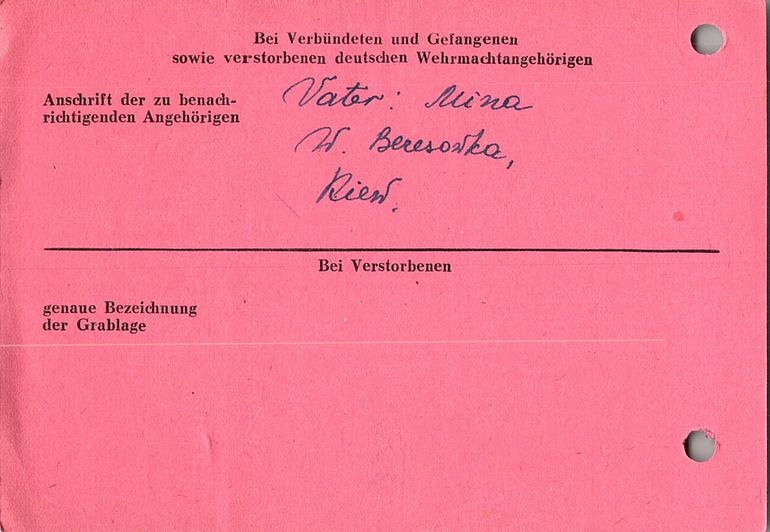 Bei Verbündeten und Gefangenen
sowie verstorbenen deutschen Wehrmachtangehörigen
Anschrift der zu benach-
richtigenden Angehörigen
Vater: Mina
W. Beresowka,
Kiew.
Bei Verstorbenen
genaue Bezeichnung
der Grablage